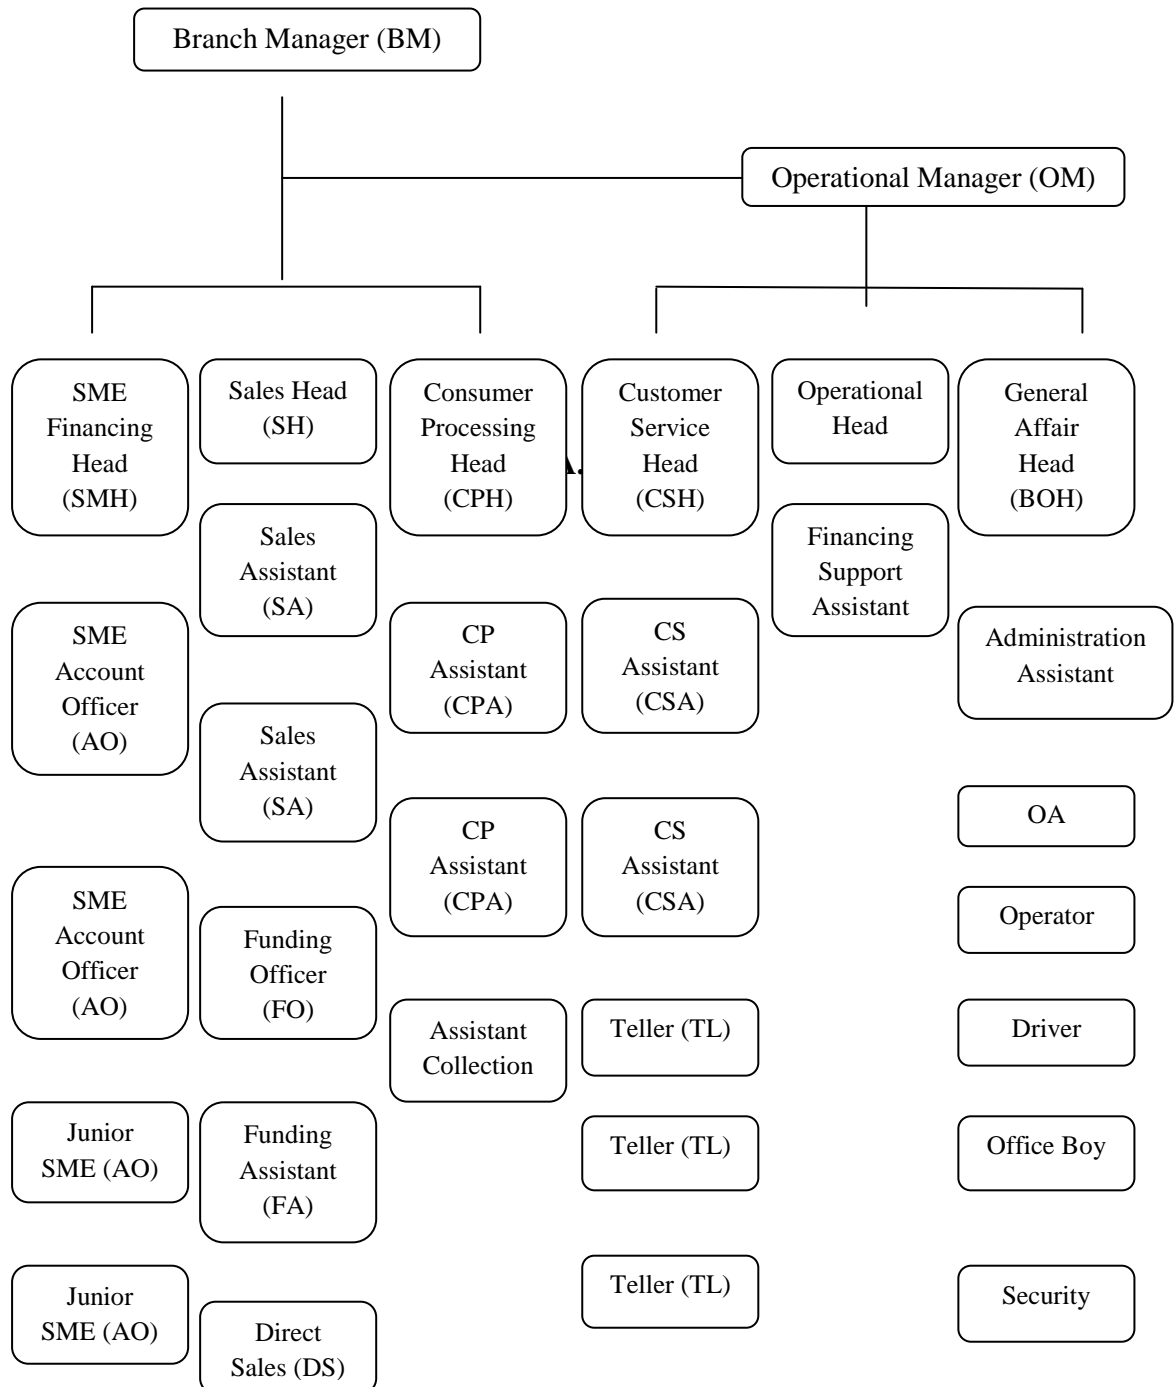 Branch Manager (BM)
Operational Manager (OM)
SME
Financing
Head
(SMH)
Sales Head
(SH)
Consumer
Processing
Head
(CPH)
Customer
Service
Head
(CSH)
Operational
Head
General
Affair
Head
(BOH)
A.
Sales
Assistant
(SA)
Financing
Support
Assistant
SME
Account
Officer
(AO)
CP
Assistant
(CPA)
CS
Assistant
(CSA)
Administration
Assistant
Sales
Assistant
(SA)
CP
Assistant
(CPA)
CS
Assistant
(CSA)
OA
SME
Account
Officer
(AO)
Funding
Officer
(FO)
Operator
Assistant
Collection
Teller (TL)
Driver
Junior
SME (AO)
Funding
Assistant
(FA)
Teller (TL)
Office Boy
Junior
SME (AO)
Direct
Sales (DS)
Teller (TL)
Security